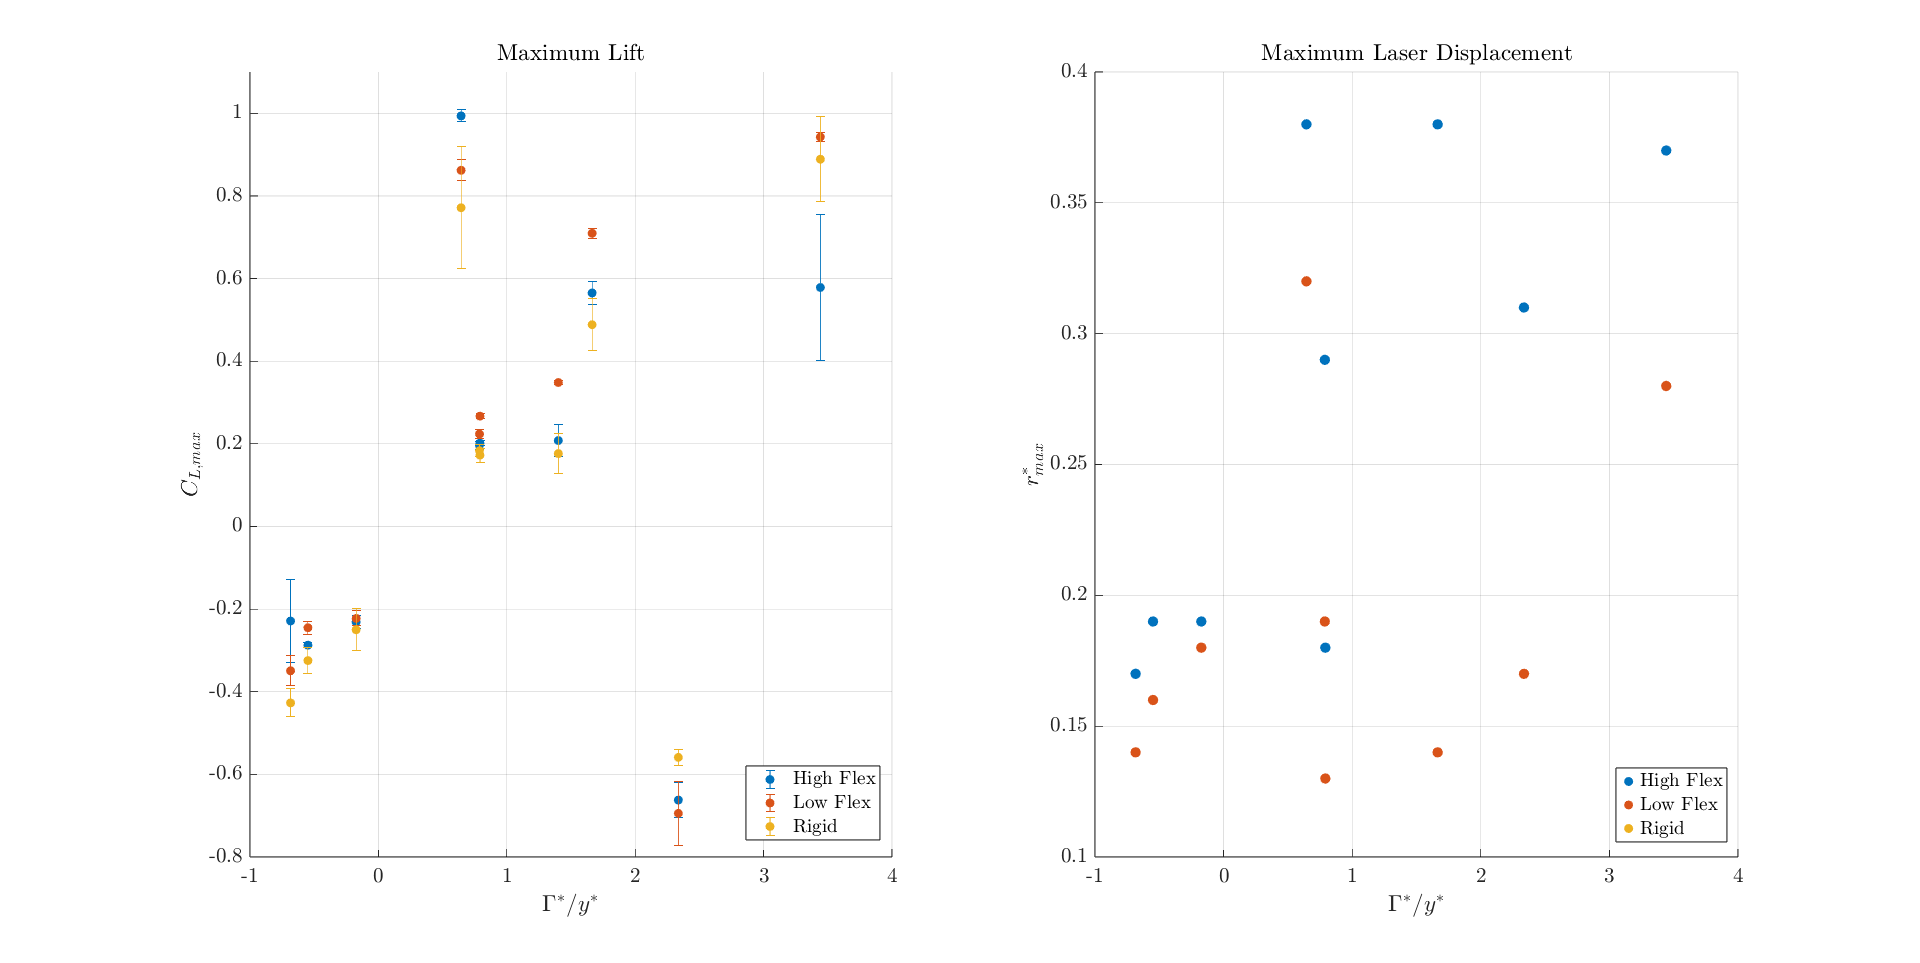 Maximum Lift
1
0.8
0.6
0.4
0.2
0
-0.2
-0.4
-0.6
-0.8
-1
0
1
2
3
4
C_{L,max}
Γ*/y*
High Flex
Low Flex
Rigid
Maximum Laser Displacement
0.4
0.35
0.3
0.25
0.2
0.15
0.1
-1
0
1
2
3
4
r*_{max}
Γ*/y*
High Flex
Low Flex
Rigid